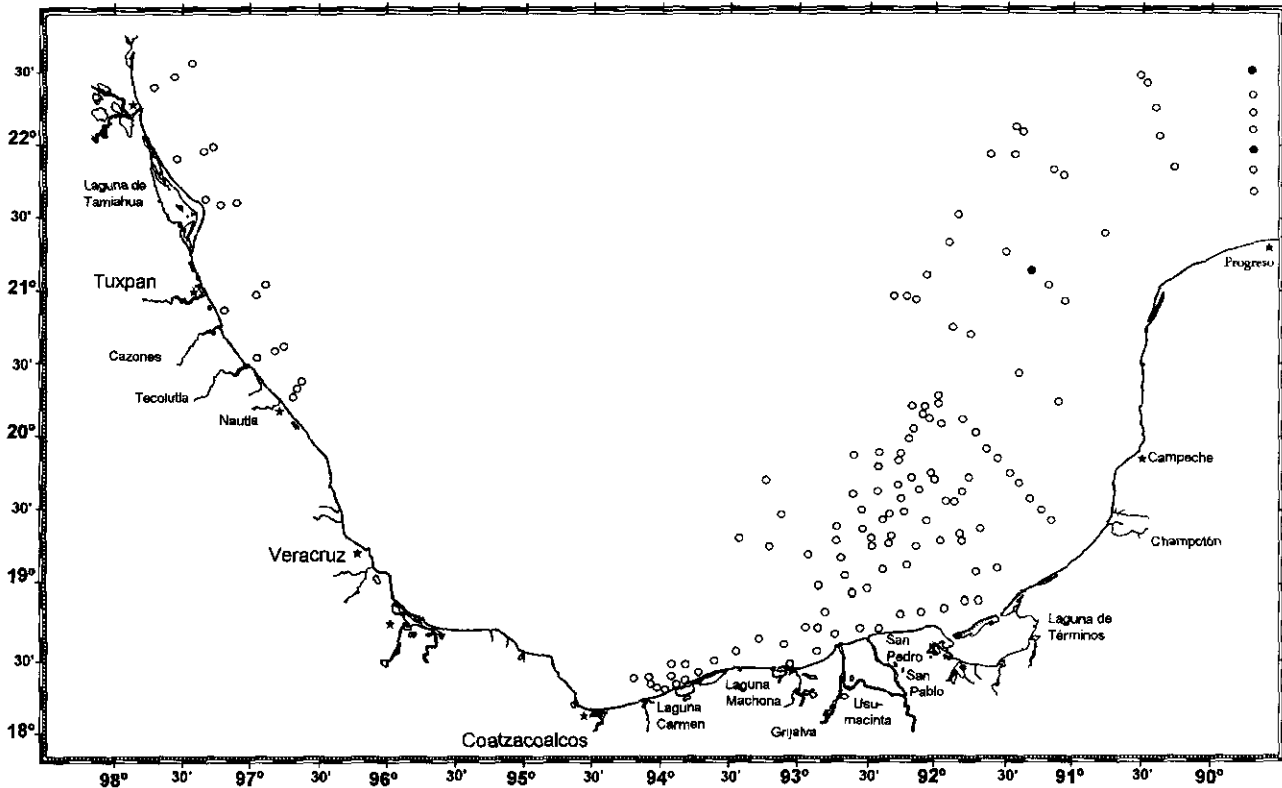 30'
22°
Laguna de
Tamiahua
30'
21°
Tuxpan
Progreso
Cazones
30'
Tecolutla
Nautla
20°
Campeche
30'
Champotón
Veracruz
19°
Laguna de
Términos
San
Pedro
30'
San
Pablo
Laguna
Machona
Laguna
Carmen
Usu-
macinta
Grijalva
18°
Coatzacoalcos
98° 30' 97° 30' 96° 30' 95° 30' 94° 30' 93° 30' 92° 30' 91° 30' 90°